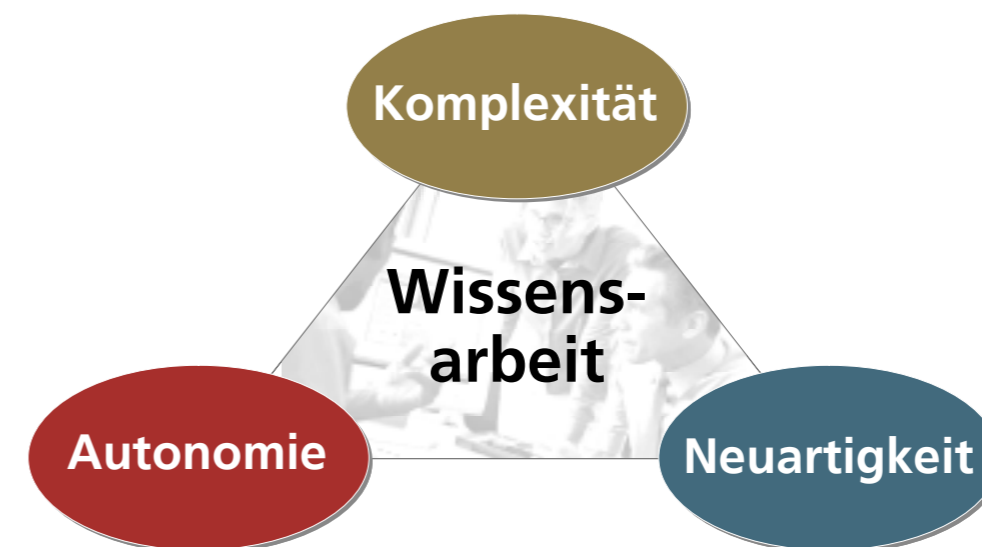 Komplexität
Wissens-
arbeit
Autonomie
Neuartigkeit